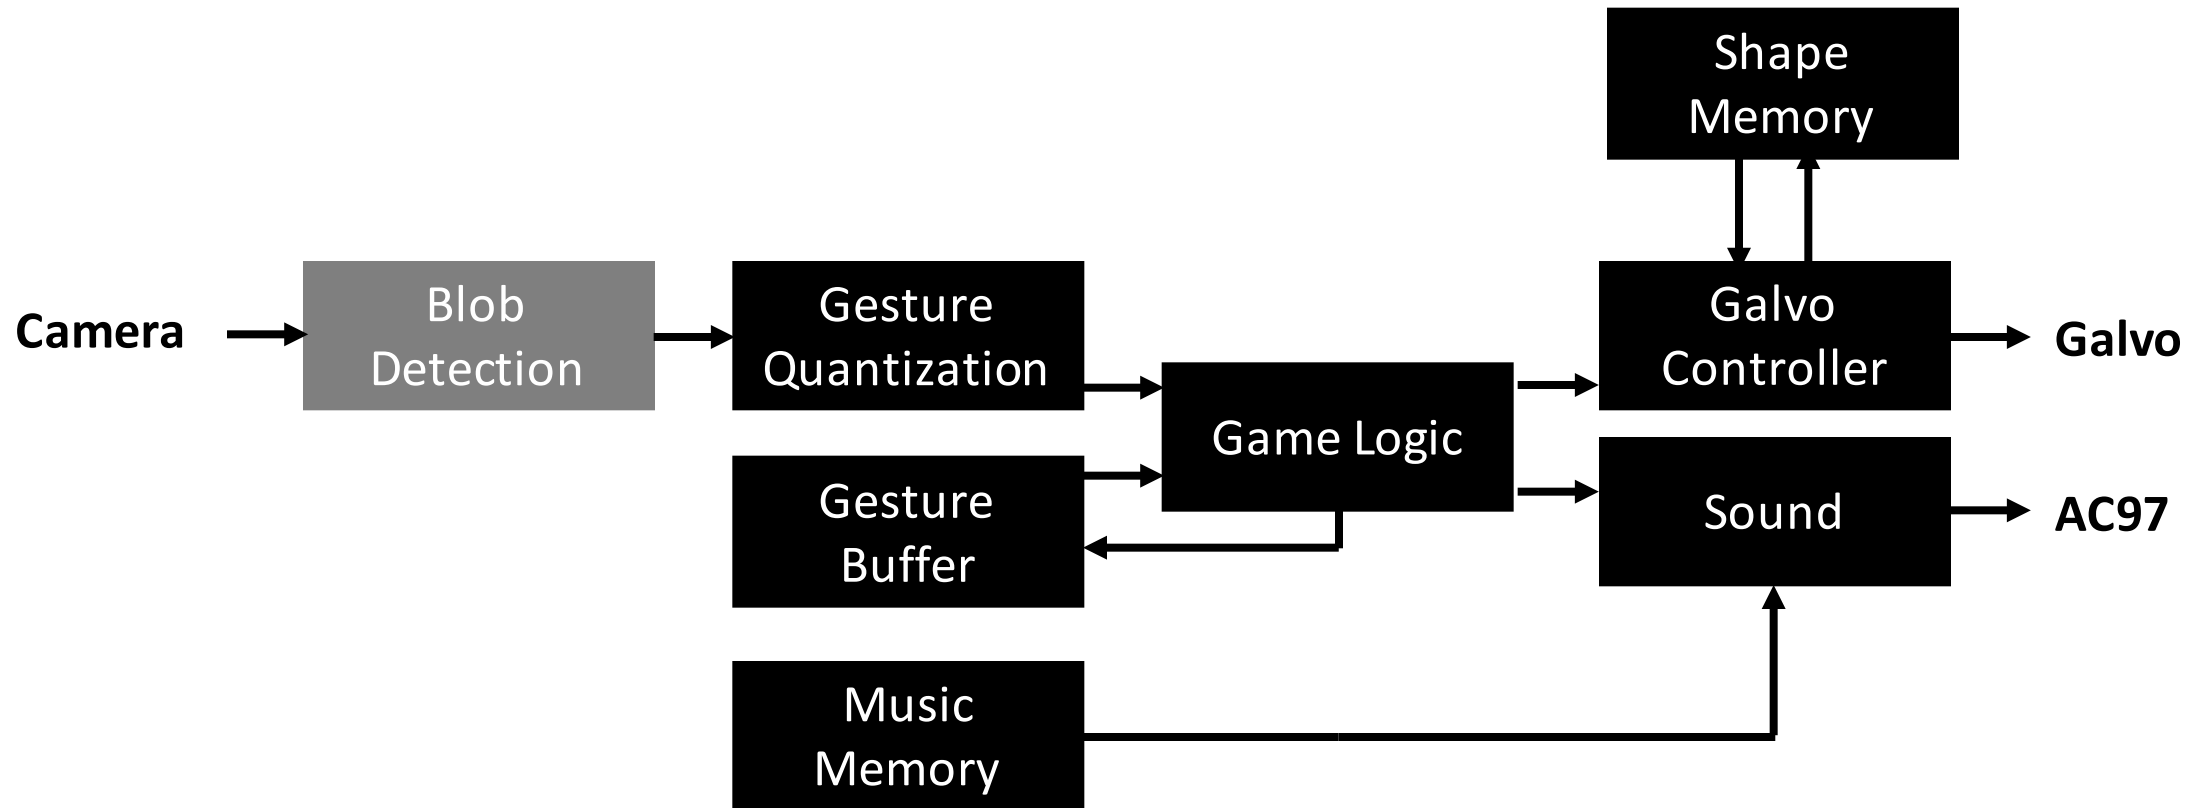 Shape
Memory
Camera
Blob
Detection
Gesture
Quantization
Game Logic
Galvo
Controller
Galvo
Gesture
Buffer
Sound
AC97
Music
Memory